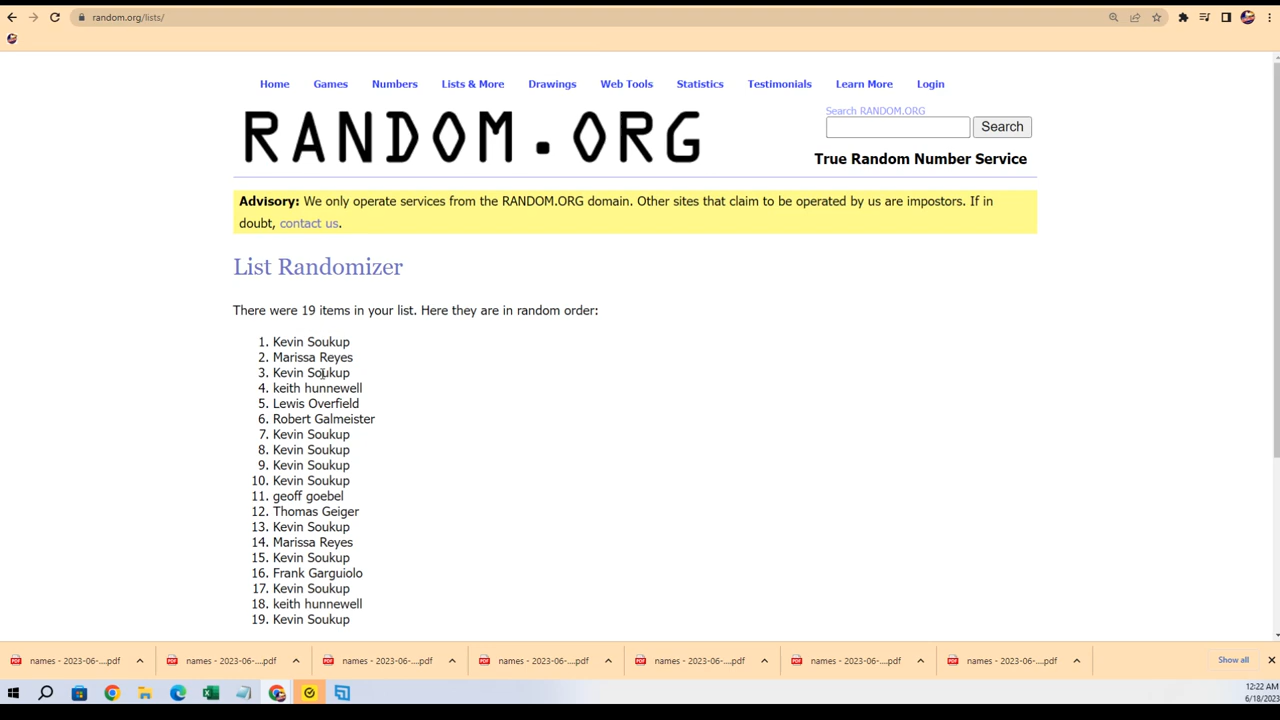 random.org/lists/
Home Games Numbers Lists & More Drawings Web Tools Statistics Testimonials Learn More Login
RANDOM.ORG
Search RANDOM.ORG
Search
True Random Number Service
Advisory: We only operate services from the RANDOM.ORG domain. Other sites that claim to be operated by us are impostors. If in
doubt, contact us.
List Randomizer
There were 19 items in your list. Here they are in random order:
1. Kevin Soukup
2. Marissa Reyes
3. Kevin Soukup
4. keith hunnewell
5. Lewis Overfield
6. Robert Galmeister
7. Kevin Soukup
8. Kevin Soukup
9. Kevin Soukup
10. Kevin Soukup
11. geoff goebel
12. Thomas Geiger
13. Kevin Soukup
14. Marissa Reyes
15. Kevin Soukup
16. Frank Garguiolo
17. Kevin Soukup
18. keith hunnewell
19. Kevin Soukup
names - 2023-06-....pdf names - 2023-06-....pdf names - 2023-06-....pdf names - 2023-06-....pdf names - 2023-06-....pdf names - 2023-06-....pdf names - 2023-06-....pdf Show all
12:22 AM
6/18/2023